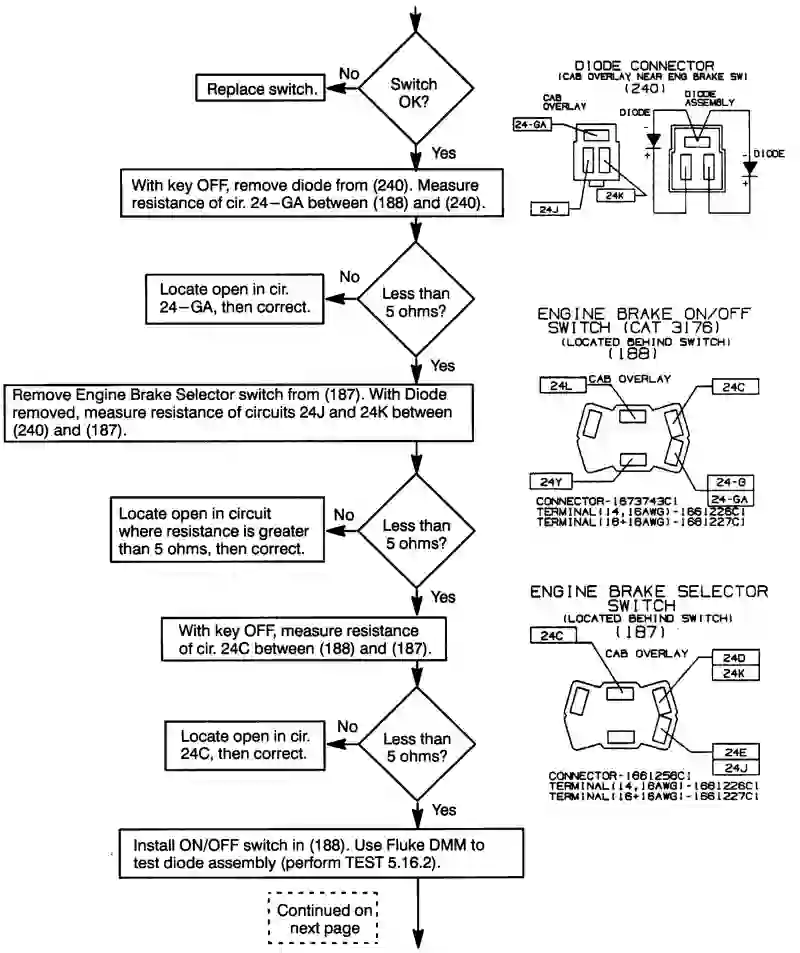 Switch
OK?
No
Replace switch.
Yes
With key OFF, remove diode from (240). Measure
resistance of cir. 24–GA between (188) and (240).
Less than
5 ohms?
No
Locate open in cir.
24–GA, then correct.
Yes
Remove Engine Brake Selector switch from (187). With Diode
removed, measure resistance of circuits 24J and 24K between
(240) and (187).
Less than
5 ohms?
No
Locate open in circuit
where resistance is greater
than 5 ohms, then correct.
Yes
With key OFF, measure resistance
of cir. 24C between (188) and (187).
Less than
5 ohms?
No
Locate open in cir.
24C, then correct.
Yes
Install ON/OFF switch in (188). Use Fluke DMM to
test diode assembly (perform TEST 5.16.2).
Continued on
next page
DIODE CONNECTOR
(CAB OVERLAY NEAR ENG BRAKE SW)
(240)
CAB
OVERLAY
DIODE
ASSEMBLY
DIODE
24-GA
-
+
-
+
DIODE
24K
24J
ENGINE BRAKE ON/OFF
SWITCH (CAT 3176)
(LOCATED BEHIND SWITCH)
(188)
24L
CAB OVERLAY
24C
24Y
24-G
24-GA
CONNECTOR-1673743C1
TERMINAL(14,16AWG)-1661226C1
TERMINAL(16+16AWG)-1661227C1
ENGINE BRAKE SELECTOR
SWITCH
(LOCATED BEHIND SWITCH)
(187)
24C
CAB OVERLAY
24D
24K
24E
24J
CONNECTOR-1661256C1
TERMINAL(14,16AWG)-1661226C1
TERMINAL(16+16AWG)-1661227C1